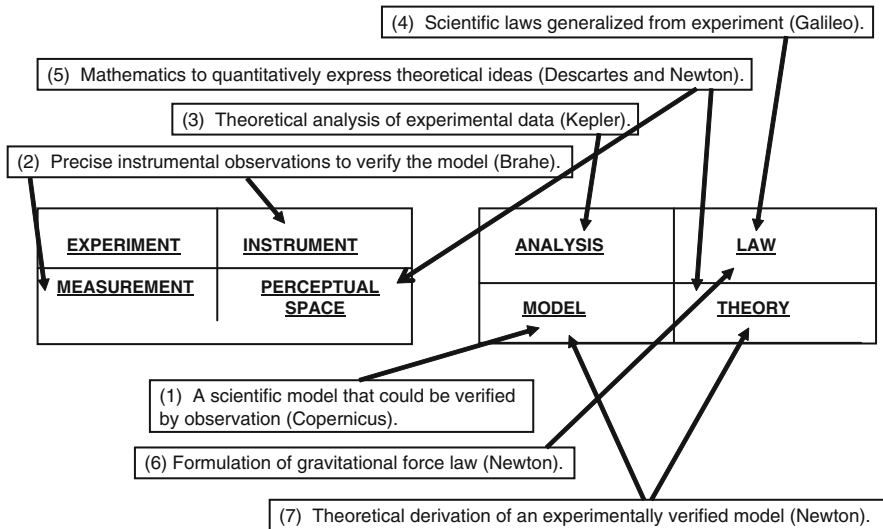 (4) Scientific laws generalized from experiment (Galileo).
(5) Mathematics to quantitatively express theoretical ideas (Descartes and Newton).
(3) Theoretical analysis of experimental data (Kepler).
(2) Precise instrumental observations to verify the model (Brahe).
EXPERIMENT
INSTRUMENT
MEASUREMENT
PERCEPTUAL
SPACE
ANALYSIS
LAW
MODEL
THEORY
(1) A scientific model that could be verified
by observation (Copernicus).
(6) Formulation of gravitational force law (Newton).
(7) Theoretical derivation of an experimentally verified model (Newton).